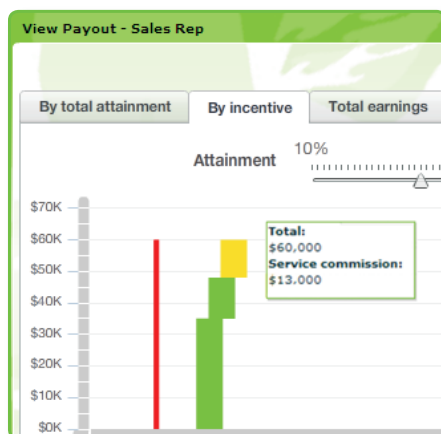 View Payout - Sales Rep
By total attainment
By incentive
Total earnings
10%
Attainment
$70K
$60K
$50K
$40K
$30K
$20K
$10K
$0K
Total:
$60,000
Service commission:
$13,000